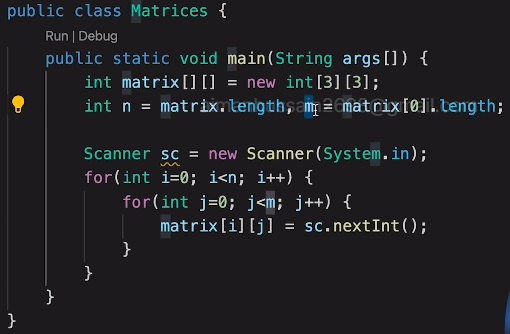 public class Matrices {
Run | Debug
public static void main(String args[]) {
int matrix[][] = new int[3][3];
int n = matrix.length, m = matrix[0].length;
Scanner sc = new Scanner(System.in);
for(int i=0; i<n; i++) {
for(int j=0; j<m; j++) {
matrix[i][j] = sc.nextInt();
}
}
}
}